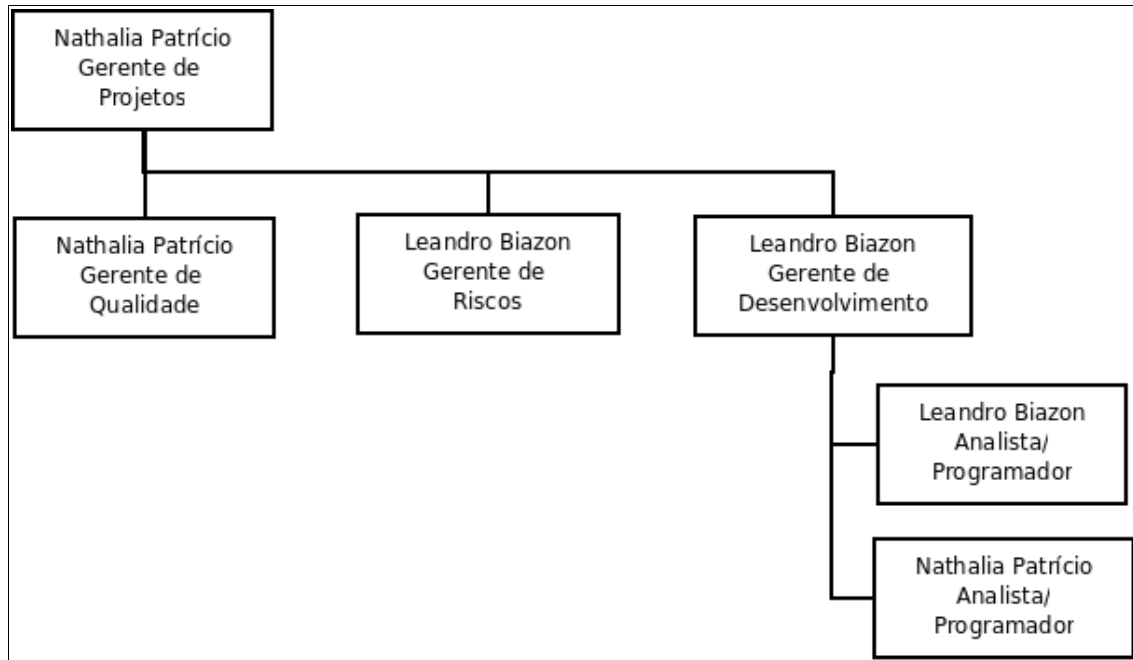 Nathalia Patrício
Gerente de
Projetos
Nathalia Patrício
Gerente de
Qualidade
Leandro Biazon
Gerente de
Riscos
Leandro Biazon
Gerente de
Desenvolvimento
Leandro Biazon
Analista/
Programador
Nathalia Patrício
Analista/
Programador